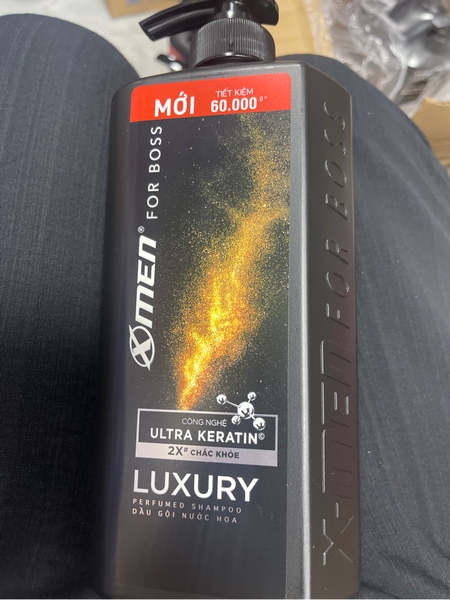 MỚI
TIẾT KIỆM
60.000đ**
X-MEN® FOR BOSS
CÔNG NGHỆ
ULTRA KERATIN©
2X# CHẮC KHỎE
LUXURY
PERFUMED SHAMPOO
DẦU GỘI NƯỚC HOA
X-MEN FOR BOSS